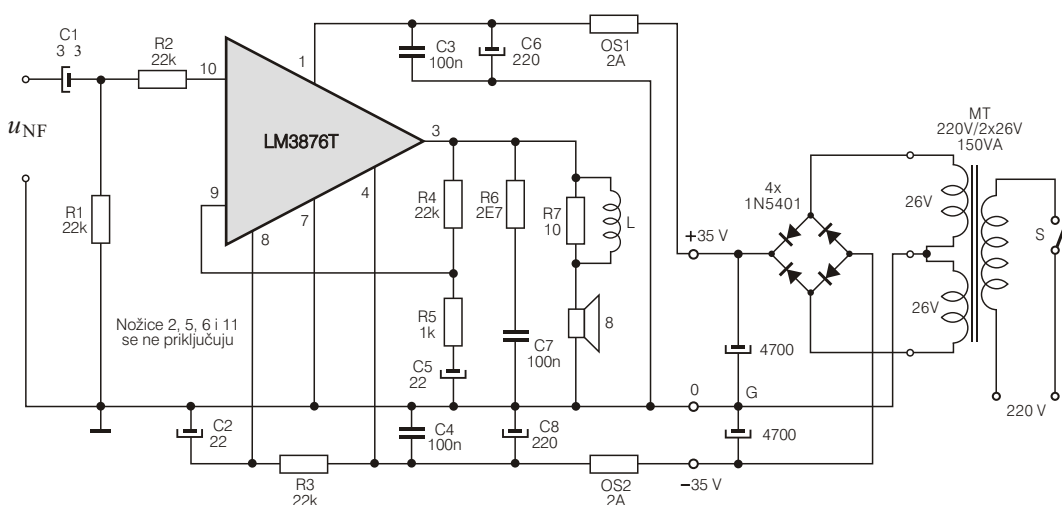 C1
3 3
R2
22k
10
1
C3
100n
C6
220
OS1
2A
u_NF
LM3876T
3
MT
220V/2x26V
150VA
9
4
7
8
R1
22k
R4
22k
R6
2E7
R7
10
L
4x
1N5401
+35 V
26V
26V
S
Nožice 2, 5, 6 i 11
se ne priključuju
R5
1k
8
C5
22
C7
100n
4700
0
G
220 V
C2
22
C4
100n
C8
220
4700
R3
22k
OS2
2A
−35 V